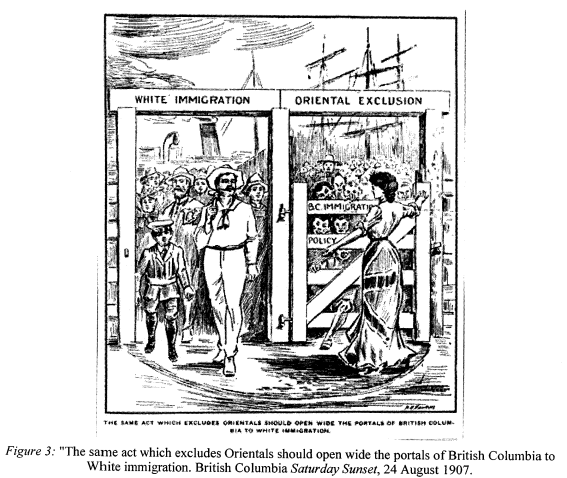 WHITE IMMIGRATION
ORIENTAL EXCLUSION
B.C. IMMIGRATION
POLICY
THE SAME ACT WHICH EXCLUDES ORIENTALS SHOULD OPEN WIDE THE PORTALS OF BRITISH COLUM-
BIA TO WHITE IMMIGRATION.
Figure 3: "The same act which excludes Orientals should open wide the portals of British Columbia to
White immigration. British Columbia Saturday Sunset, 24 August 1907.